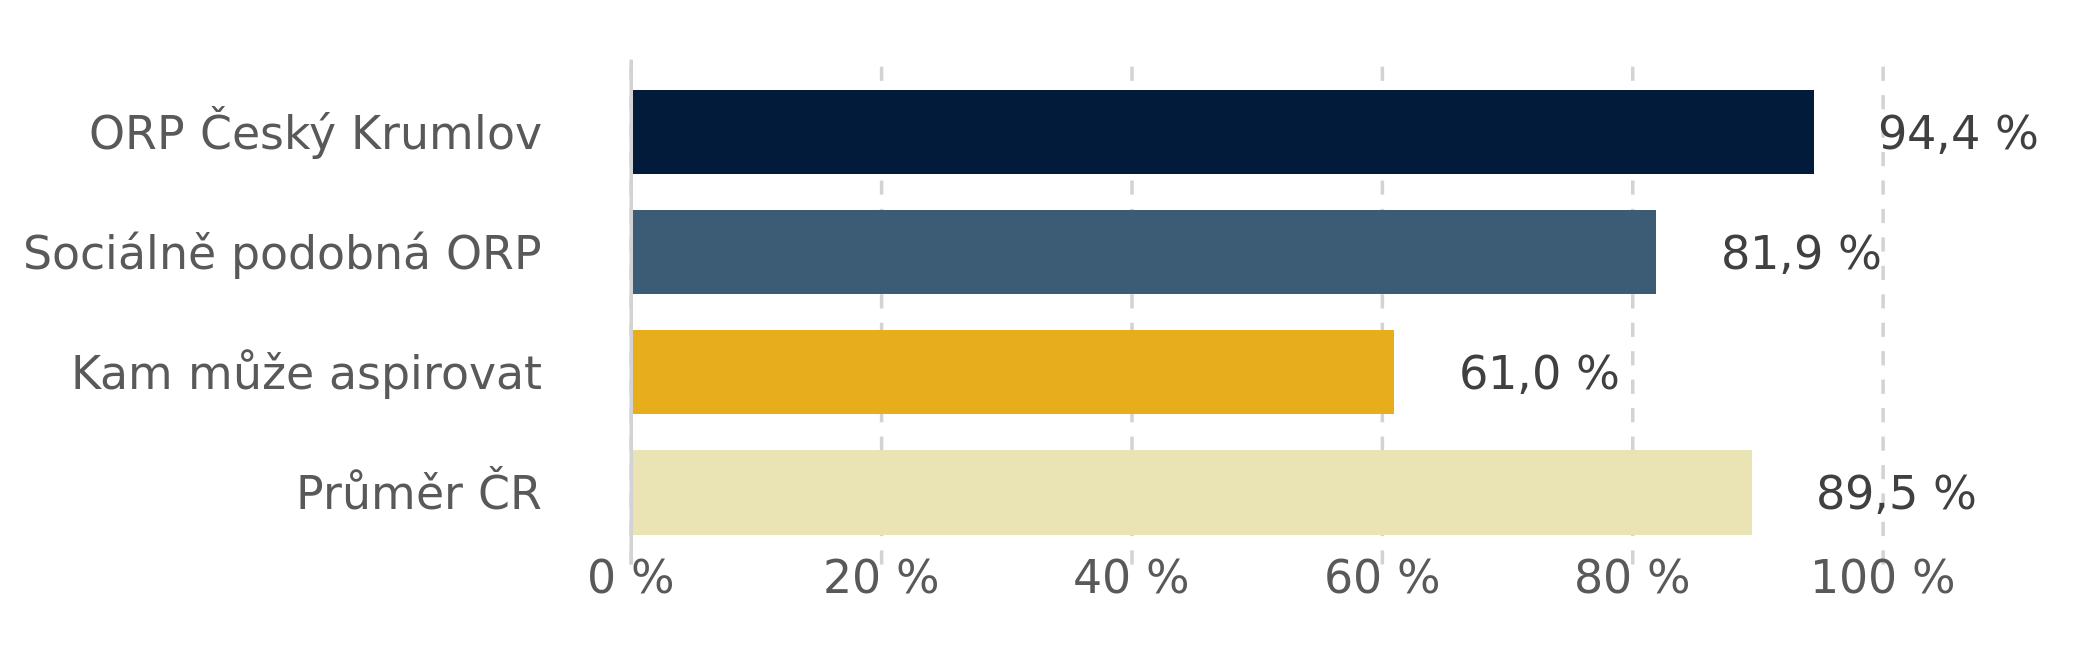 ORP Český Krumlov 94,4 %
Sociálně podobná ORP 81,9 %
Kam může aspirovat 61,0 %
Průměr ČR 89,5 %
0 % 20 % 40 % 60 % 80 % 100 %